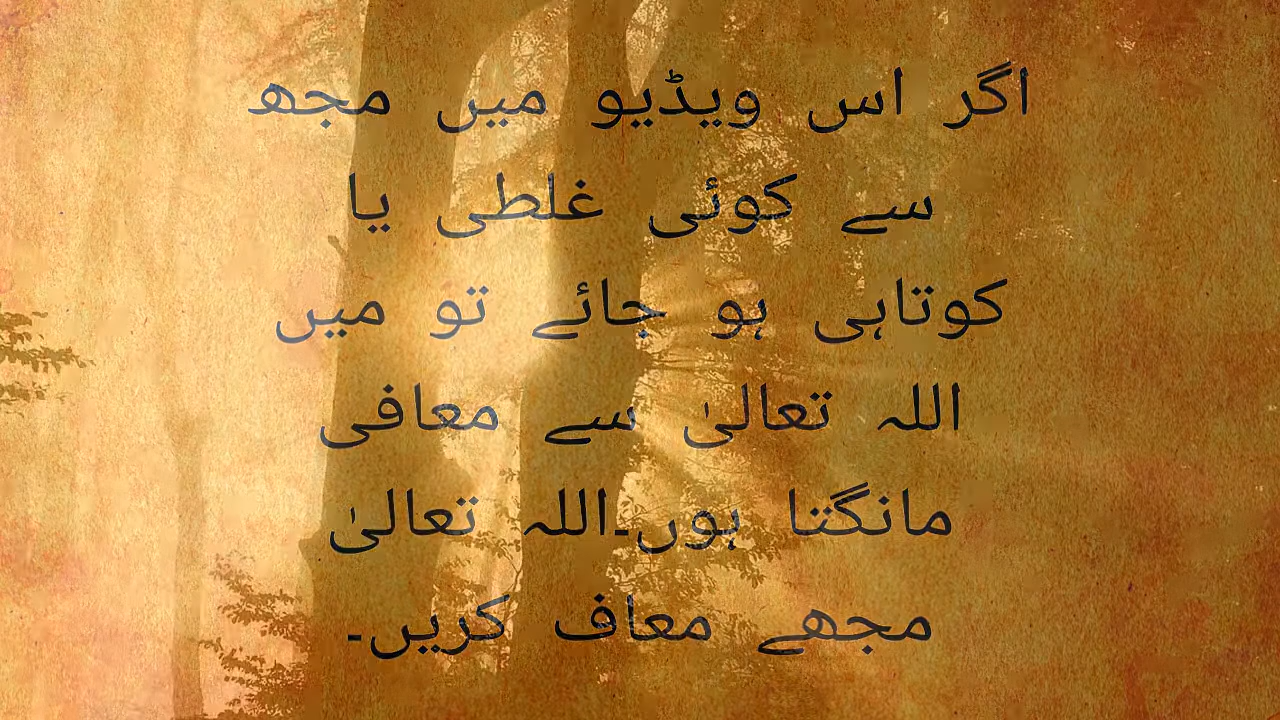 اگر اس ویڈیو میں مجھ
سے کوئی غلطی یا
کوتاہی ہو جائے تو میں
اللہ تعالیٰ سے معافی
مانگتا ہوں۔اللہ تعالیٰ
مجھے معاف کریں۔